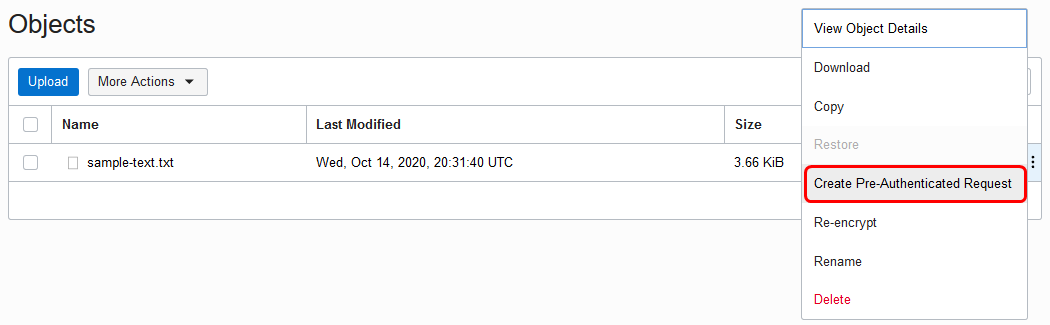 Objects
Upload
More Actions
Name
Last Modified
Size
sample-text.txt
Wed, Oct 14, 2020, 20:31:40 UTC
3.66 KiB
View Object Details
Download
Copy
Restore
Create Pre-Authenticated Request
Re-encrypt
Rename
Delete